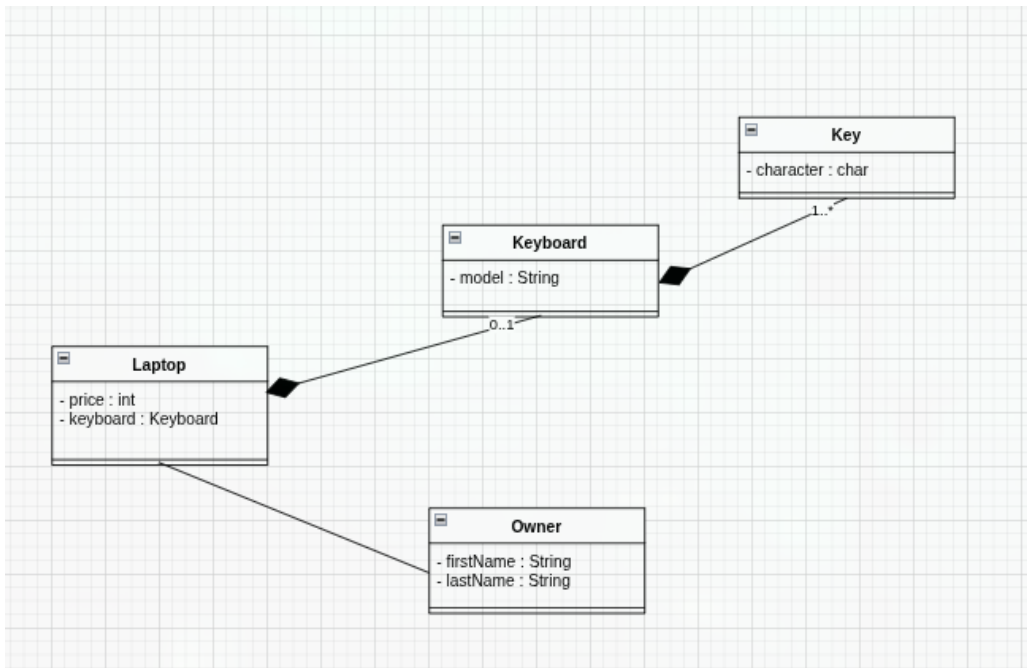 Key
- character : char
1..*
Keyboard
- model : String
0..1
Laptop
- price : int
- keyboard : Keyboard
Owner
- firstName : String
- lastName : String